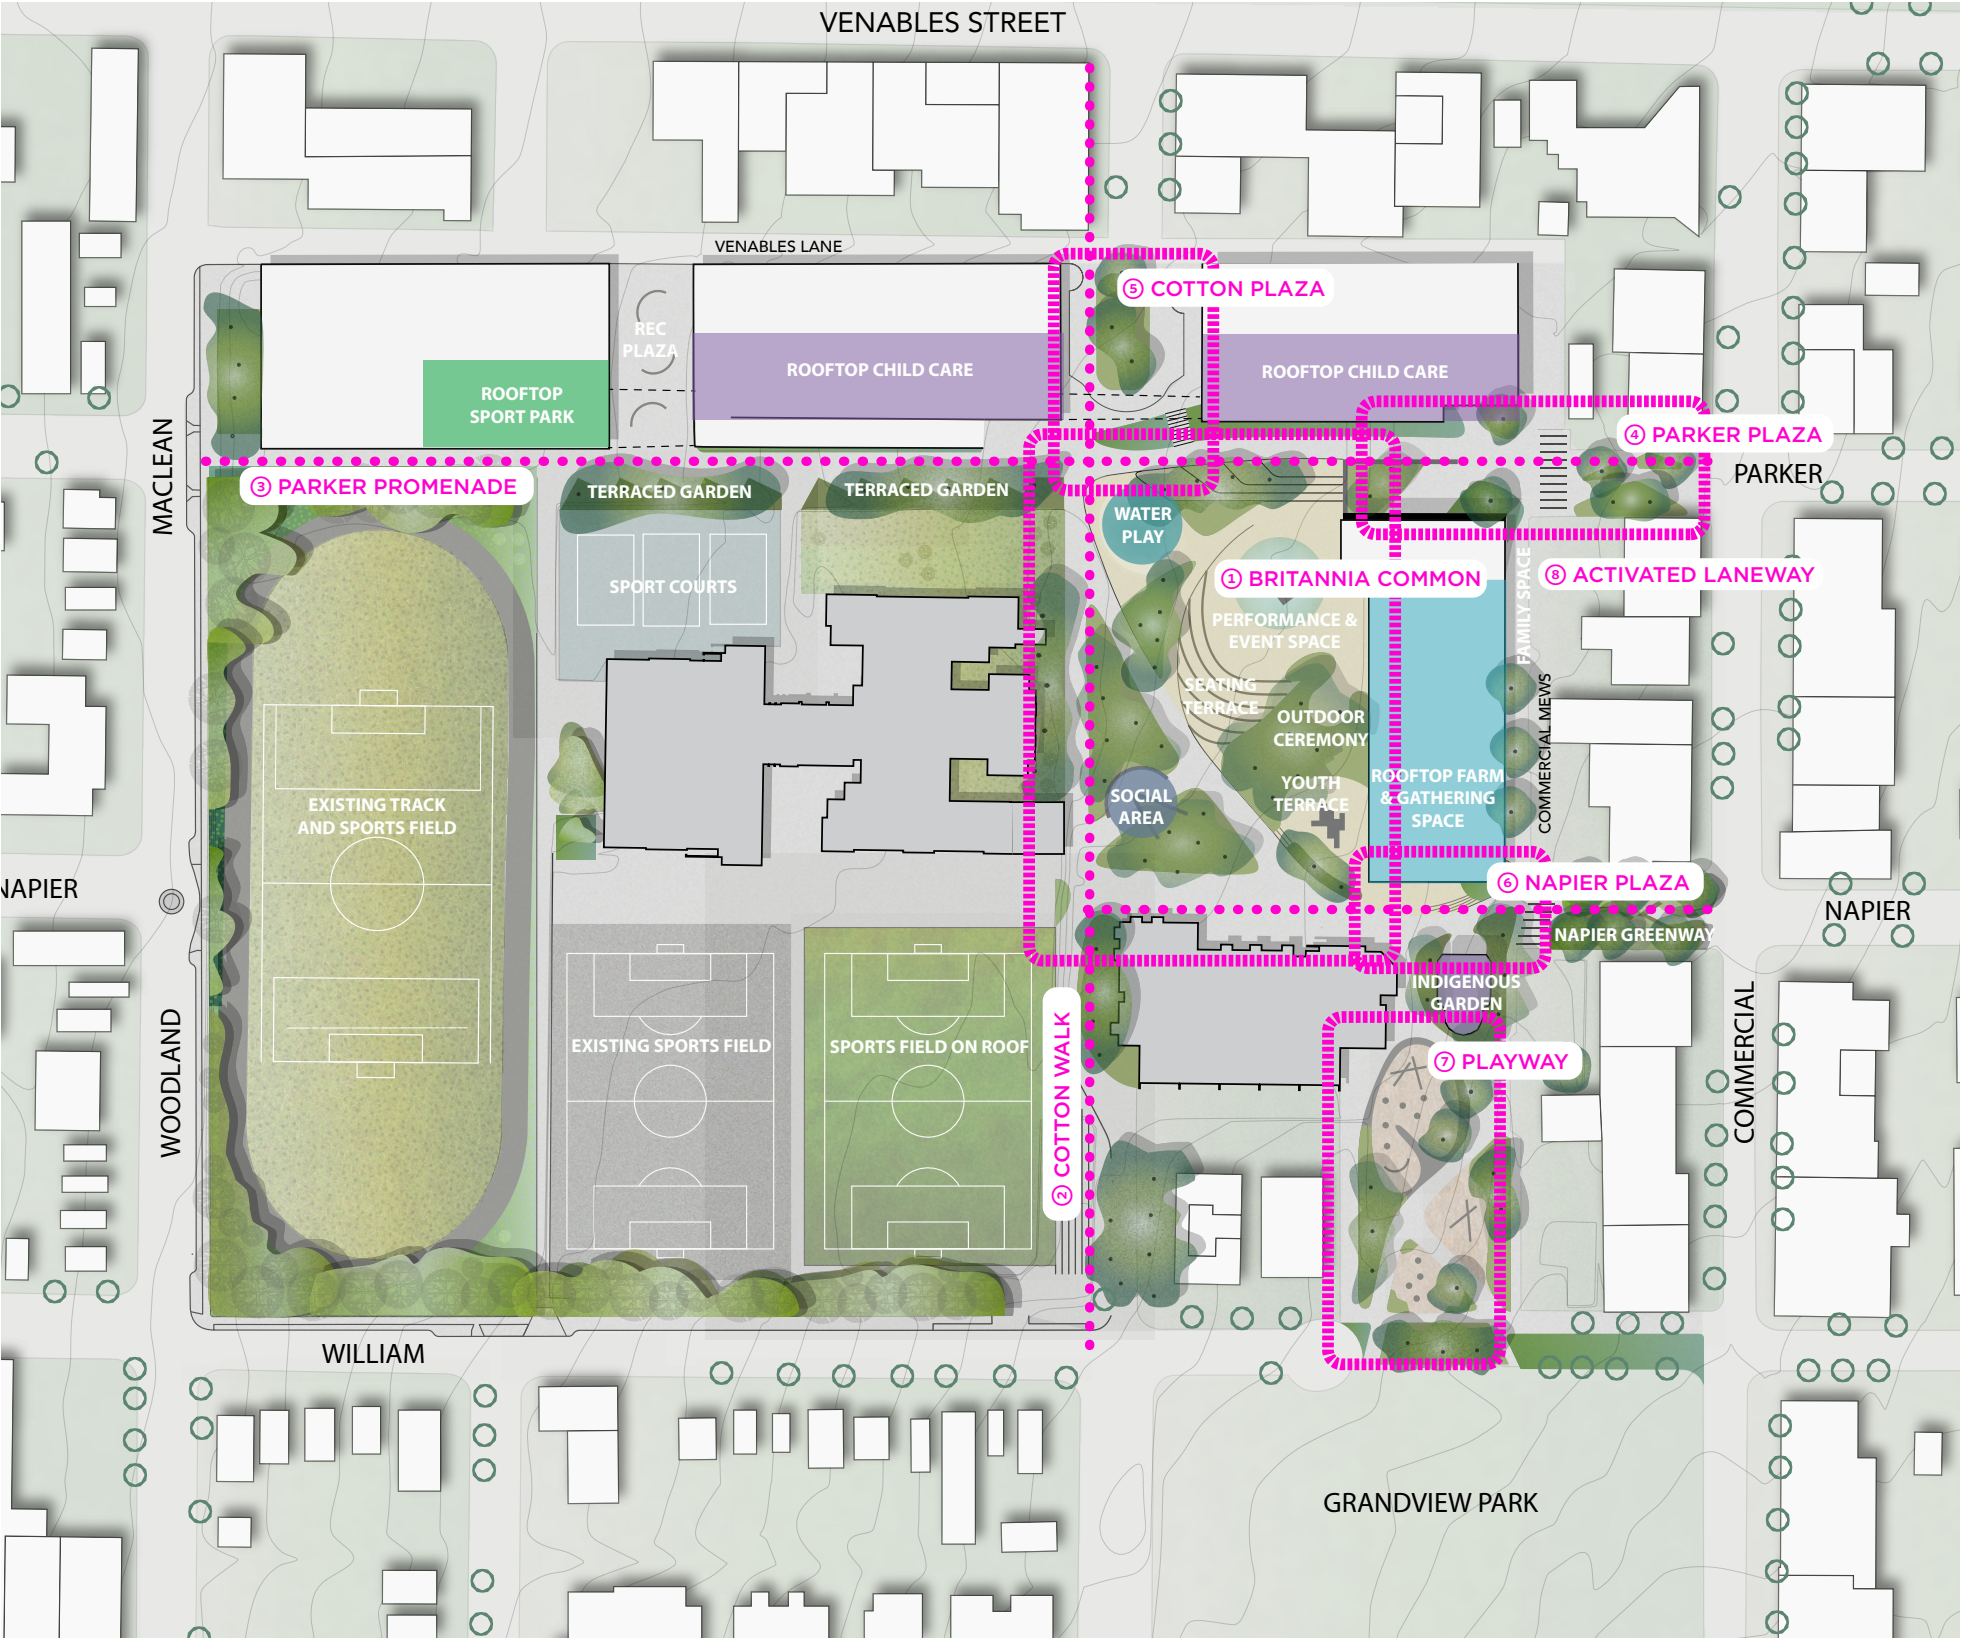 VENABLES STREET
VENABLES LANE
⑤ COTTON PLAZA
REC
PLAZA
ROOFTOP CHILD CARE
ROOFTOP CHILD CARE
ROOFTOP
SPORT PARK
④ PARKER PLAZA
PARKER
MACLEAN
③ PARKER PROMENADE
TERRACED GARDEN
TERRACED GARDEN
WATER
PLAY
SPORT COURTS
① BRITANNIA COMMON
FAMILY SPACE
⑧ ACTIVATED LANEWAY
PERFORMANCE &
EVENT SPACE
SEATING
TERRACE
OUTDOOR
CEREMONY
COMMERCIAL MEWS
EXISTING TRACK
AND SPORTS FIELD
SOCIAL
AREA
YOUTH
TERRACE
ROOFTOP FARM
& GATHERING
SPACE
NAPIER
⑥ NAPIER PLAZA
NAPIER
NAPIER GREENWAY
INDIGENOUS
GARDEN
WOODLAND
EXISTING SPORTS FIELD
SPORTS FIELD ON ROOF
② COTTON WALK
⑦ PLAYWAY
COMMERCIAL
WILLIAM
GRANDVIEW PARK